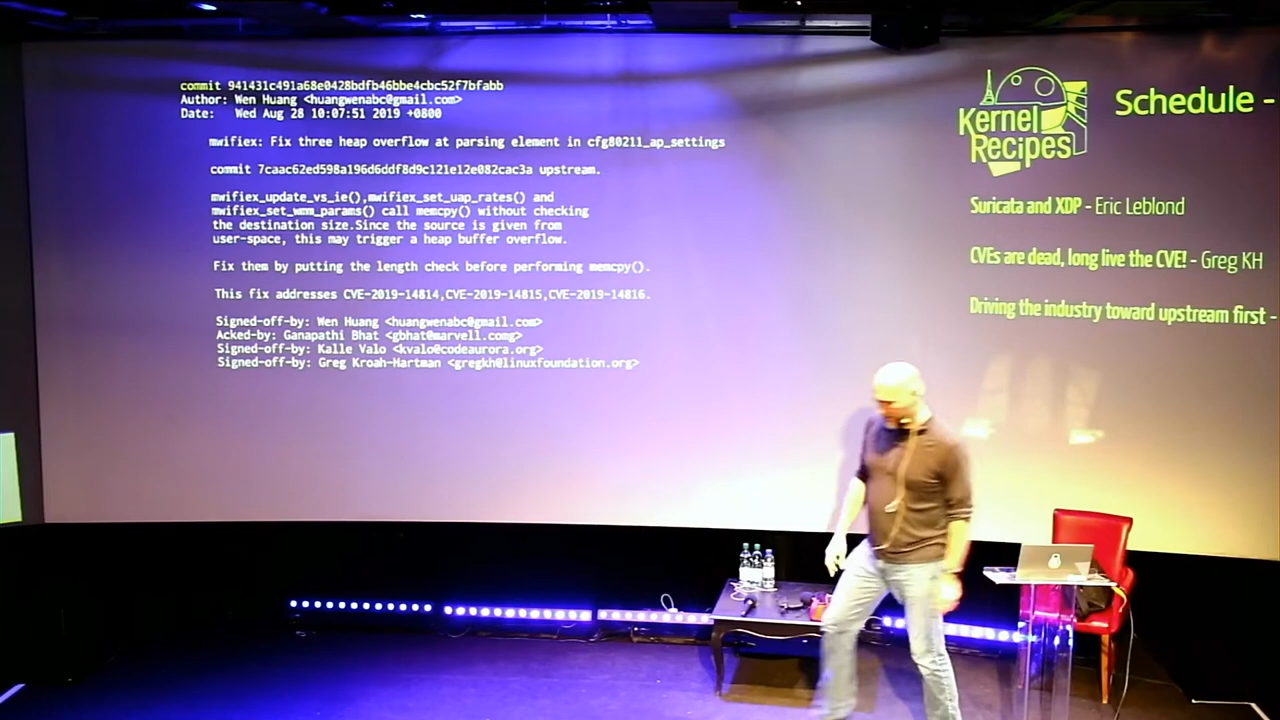 commit 941431c491a68e0428bdfb46bbe4cbc52f7bfabb
Author: Wen Huang <huangwenabc@gmail.com>
Date: Wed Aug 28 10:07:51 2019 +0800
mwifiex: Fix three heap overflow at parsing element in cfg80211_ap_settings
commit 7caac62ed598a196d6ddf8d9c121e12e082cac3a upstream.
mwifiex_update_vs_ie(),mwifiex_set_uap_rates() and
mwifiex_set_wmm_params() call memcpy() without checking
the destination size.Since the source is given from
user-space, this may trigger a heap buffer overflow.
Fix them by putting the length check before performing memcpy().
This fix addresses CVE-2019-14814,CVE-2019-14815,CVE-2019-14816.
Signed-off-by: Wen Huang <huangwenabc@gmail.com>
Acked-by: Ganapathi Bhat <gbhat@marvell.comg>
Signed-off-by: Kalle Valo <kvalo@codeaurora.org>
Signed-off-by: Greg Kroah-Hartman <gregkh@linuxfoundation.org>
Kernel
Recipes
Schedule -
Suricata and XDP - Eric Leblond
CVEs are dead, long live the CVE! - Greg KH
Driving the industry toward upstream first -